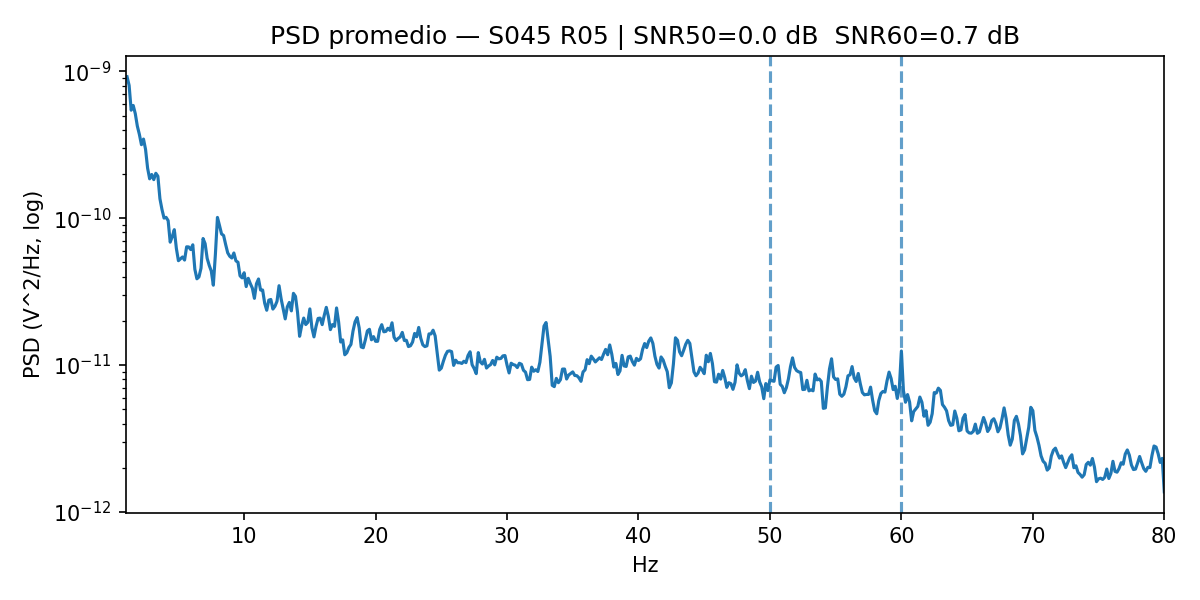 PSD promedio — S045 R05 | SNR50=0.0 dB  SNR60=0.7 dB
PSD (V^2/Hz, log)
10⁻⁹
10⁻¹⁰
10⁻¹¹
10⁻¹²
10 20 30 40 50 60 70 80
Hz